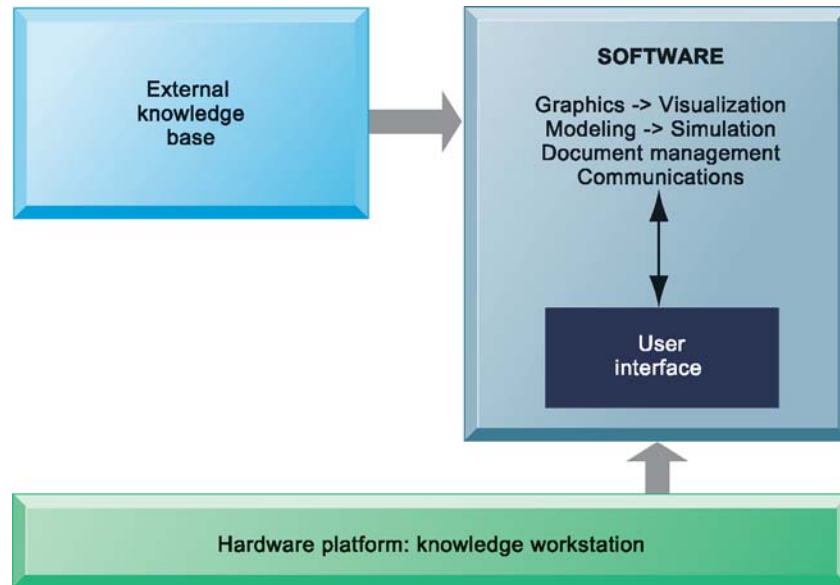 External
knowledge
base
SOFTWARE
Graphics -> Visualization
Modeling -> Simulation
Document management
Communications
User
interface
Hardware platform: knowledge workstation